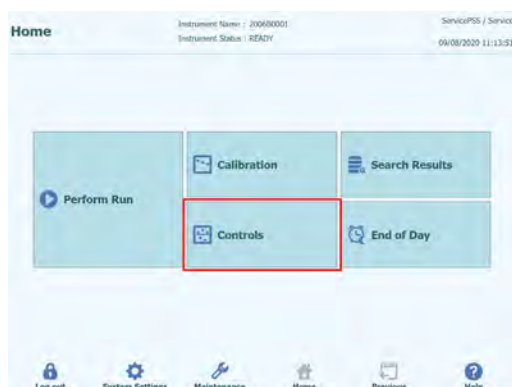 Home
Instrument Name : 200680001
Instrument Status : READY
ServicePSS / Service
09/08/2020 11:13:51
Perform Run
Calibration
Search Results
Controls
End of Day
Log out
System Settings
Maintenance
Home
Previous
Help